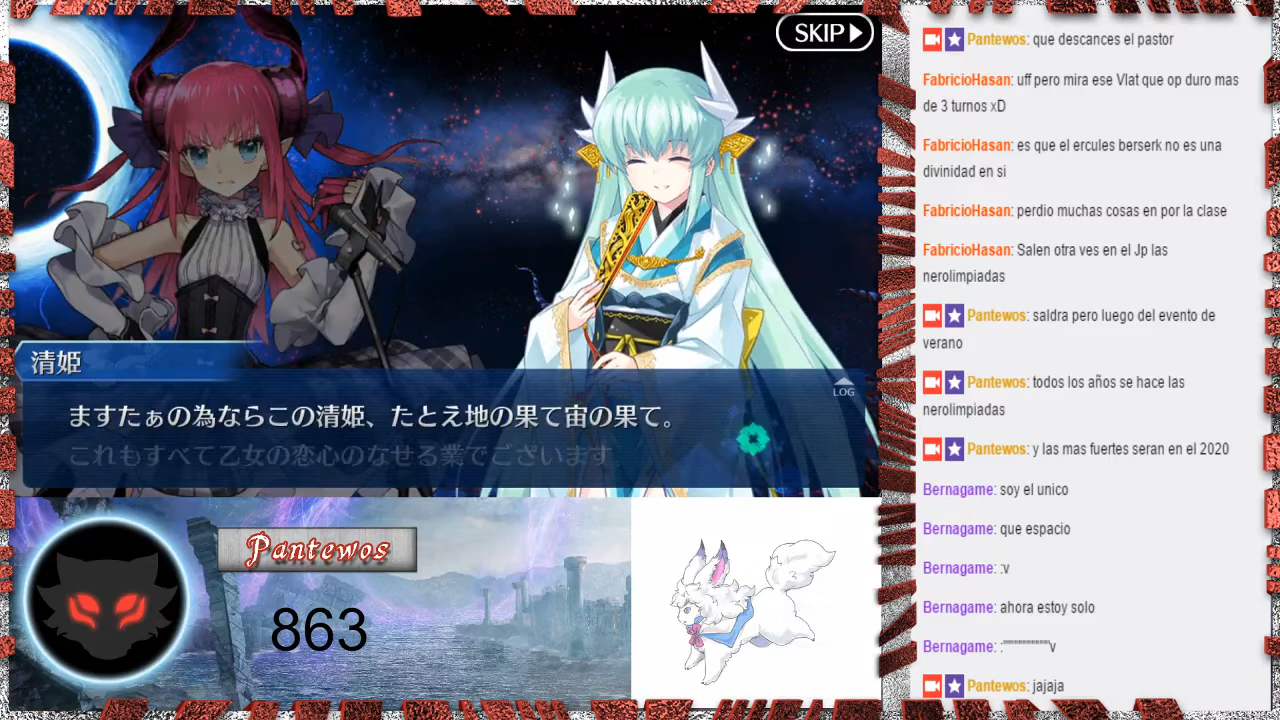 SKIP
清姫
LOG
ますたぁの為ならこの清姫、たとえ地の果て宙の果て。
これもすべて
恋心のなせる業でございます
Pantewos
863
Pantewos: que descances el pastor
FabricioHasan: uff pero mira ese Vlat que op duro mas
de 3 turnos xD
FabricioHasan: es que el ercules berserk no es una
divinidad en si
FabricioHasan: perdio muchas cosas en por la clase
FabricioHasan: Salen otra ves en el Jp las
nerolimpiadas
Pantewos: saldra pero luego del evento de
verano
Pantewos: todos los años se hace las
nerolimpiadas
Pantewos: y las mas fuertes seran en el 2020
Bernagame: soy el unico
Bernagame: que espacio
Bernagame: :v
Bernagame: ahora estoy solo
Bernagame:
Pantewos: jajaja